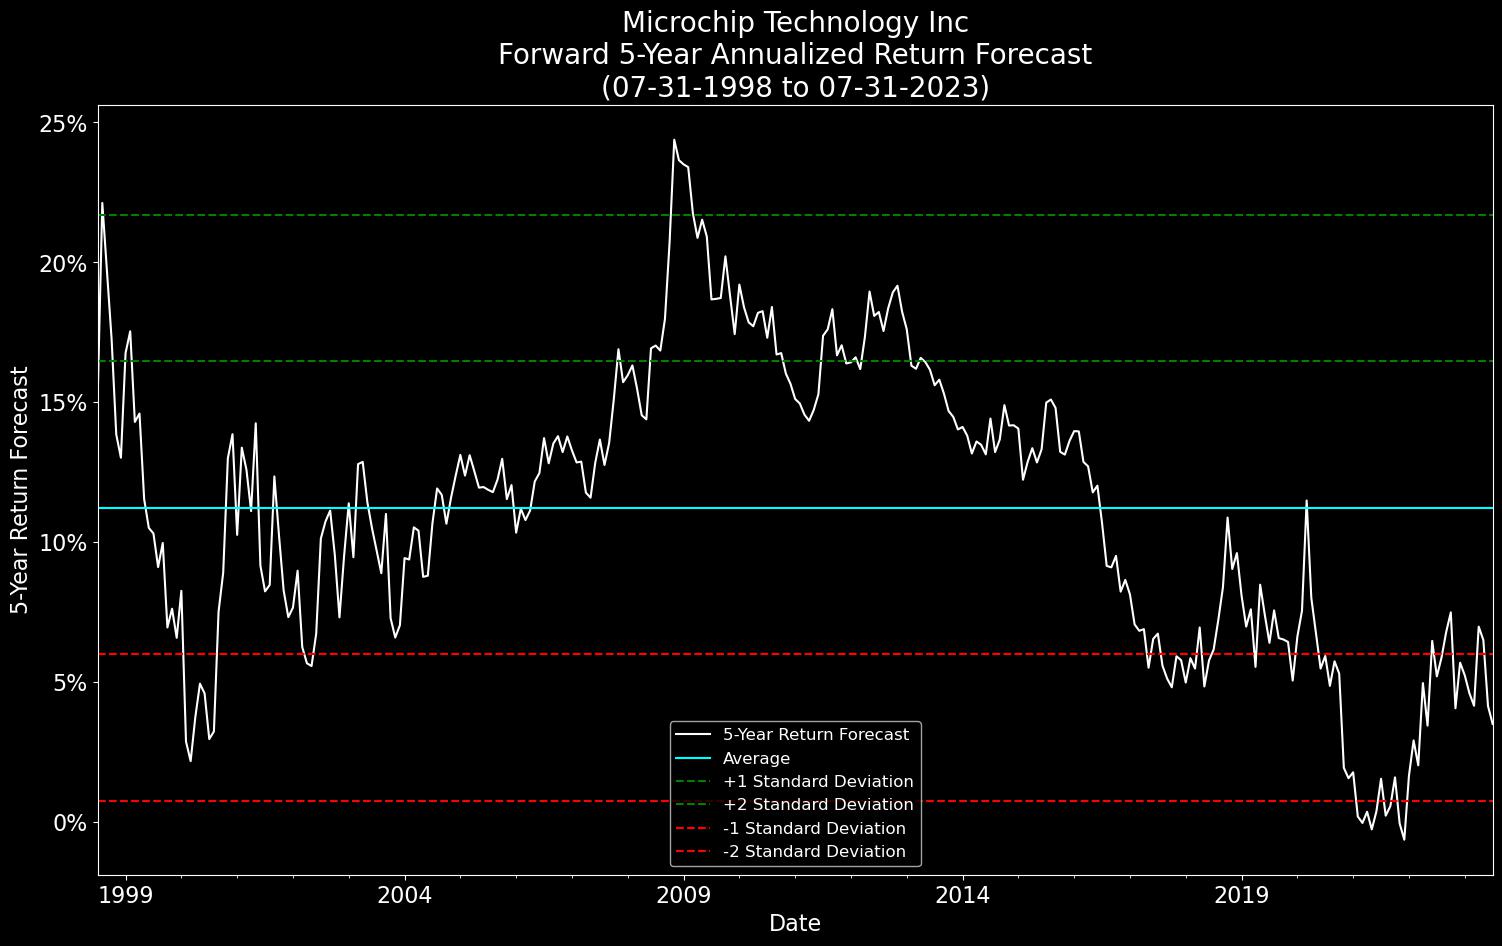 Microchip Technology Inc
Forward 5-Year Annualized Return Forecast
(07-31-1998 to 07-31-2023)
25%
20%
15%
10%
5%
0%
5-Year Return Forecast
5-Year Return Forecast
Average
+1 Standard Deviation
+2 Standard Deviation
-1 Standard Deviation
-2 Standard Deviation
1999
2004
2009
2014
2019
Date